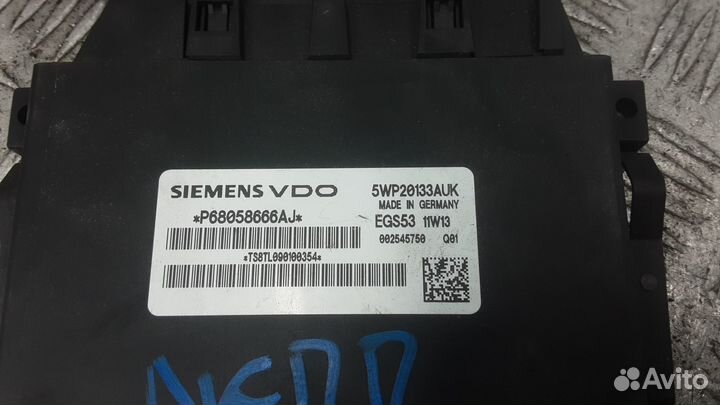 SIEMENS VDO 5WP20133AUK
MADE IN GERMANY
*P68058666AJ* EGS53 11W13
002545750 Q01
*TS8TL090100354*
Avito